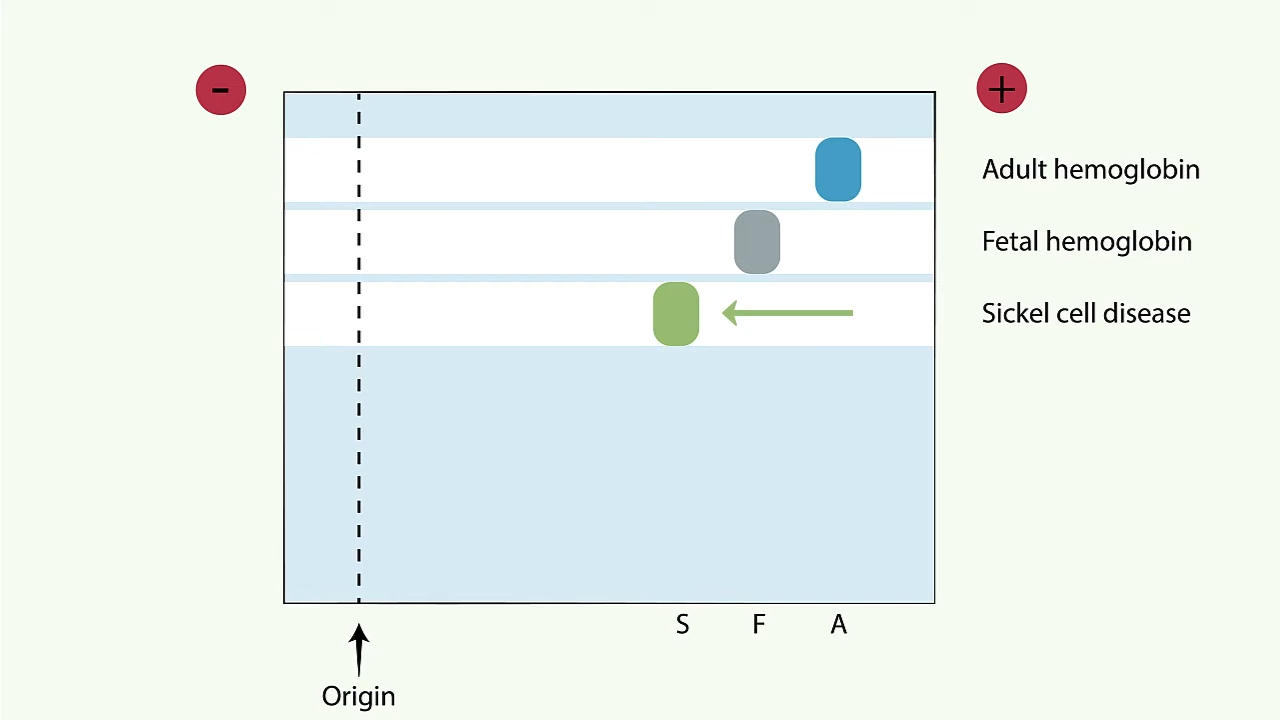 -
+
Adult hemoglobin
Fetal hemoglobin
Sickel cell disease
S F A
Origin